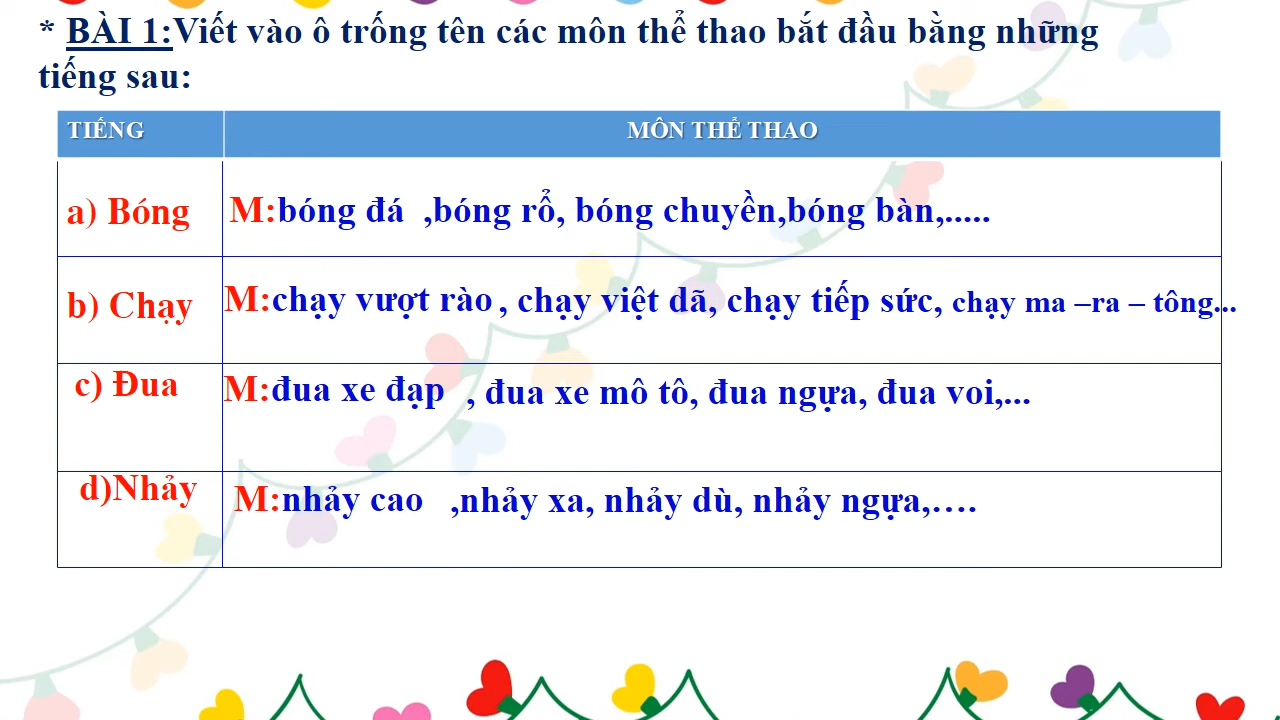 * BÀI 1:Viết vào ô trống tên các môn thể thao bắt đầu bằng những
tiếng sau:
TIẾNG MÔN THỂ THAO
a) Bóng M:bóng đá ,bóng rổ, bóng chuyền,bóng bàn,.....
b) Chạy M:chạy vượt rào , chạy việt dã, chạy tiếp sức, chạy ma –ra – tông...
c) Đua M:đua xe đạp , đua xe mô tô, đua ngựa, đua voi,...
d)Nhảy M:nhảy cao ,nhảy xa, nhảy dù, nhảy ngựa,….